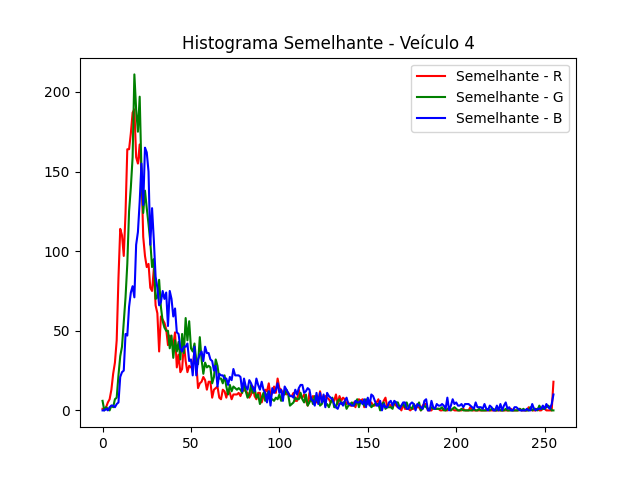 Histograma Semelhante - Veículo 4
Semelhante - R
Semelhante - G
Semelhante - B
200
150
100
50
0
0 50 100 150 200 250